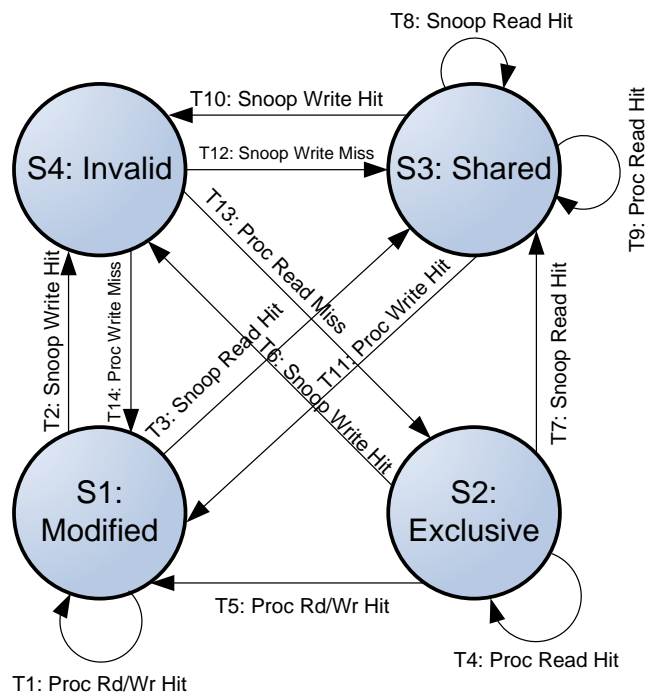 T8: Snoop Read Hit
T10: Snoop Write Hit
S4: Invalid
T12: Snoop Write Miss
S3: Shared
T9: Proc Read Hit
T13: Proc Read Miss
T2: Snoop Write Hit
T14: Proc Write Miss
T3: Snoop Read Hit
T6: Snoop Write Hit
T11: Proc Write Hit
T7: Snoop Read Hit
S1:
Modified
S2:
Exclusive
T5: Proc Rd/Wr Hit
T4: Proc Read Hit
T1: Proc Rd/Wr Hit